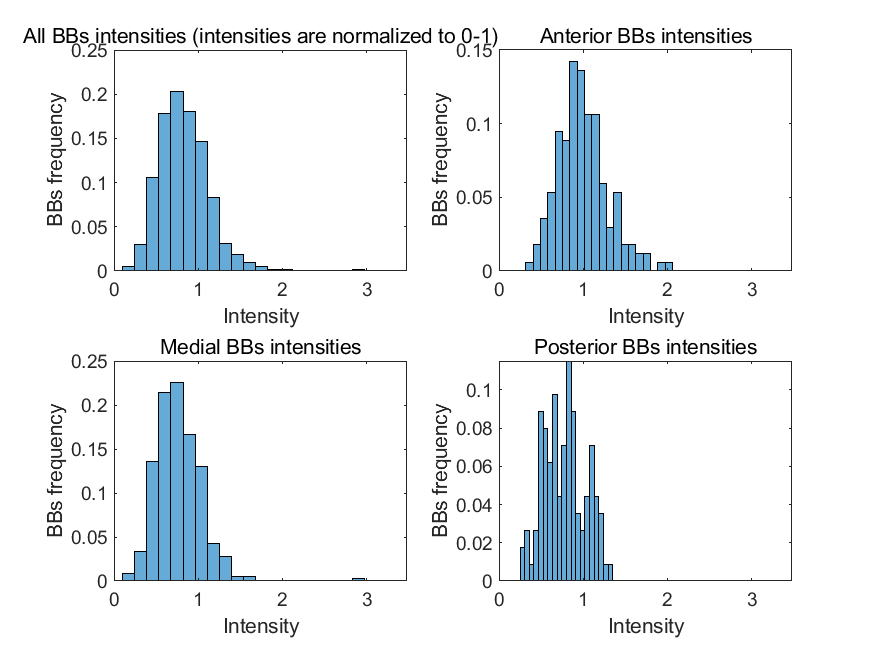 All BBs intensities (intensities are normalized to 0-1)
0.25
0.2
0.15
0.1
0.05
0
BBs frequency
0 1 2 3
Intensity
Anterior BBs intensities
0.15
0.1
0.05
0
BBs frequency
0 1 2 3
Intensity
Medial BBs intensities
0.25
0.2
0.15
0.1
0.05
0
BBs frequency
0 1 2 3
Intensity
Posterior BBs intensities
0.1
0.08
0.06
0.04
0.02
0
BBs frequency
0 1 2 3
Intensity